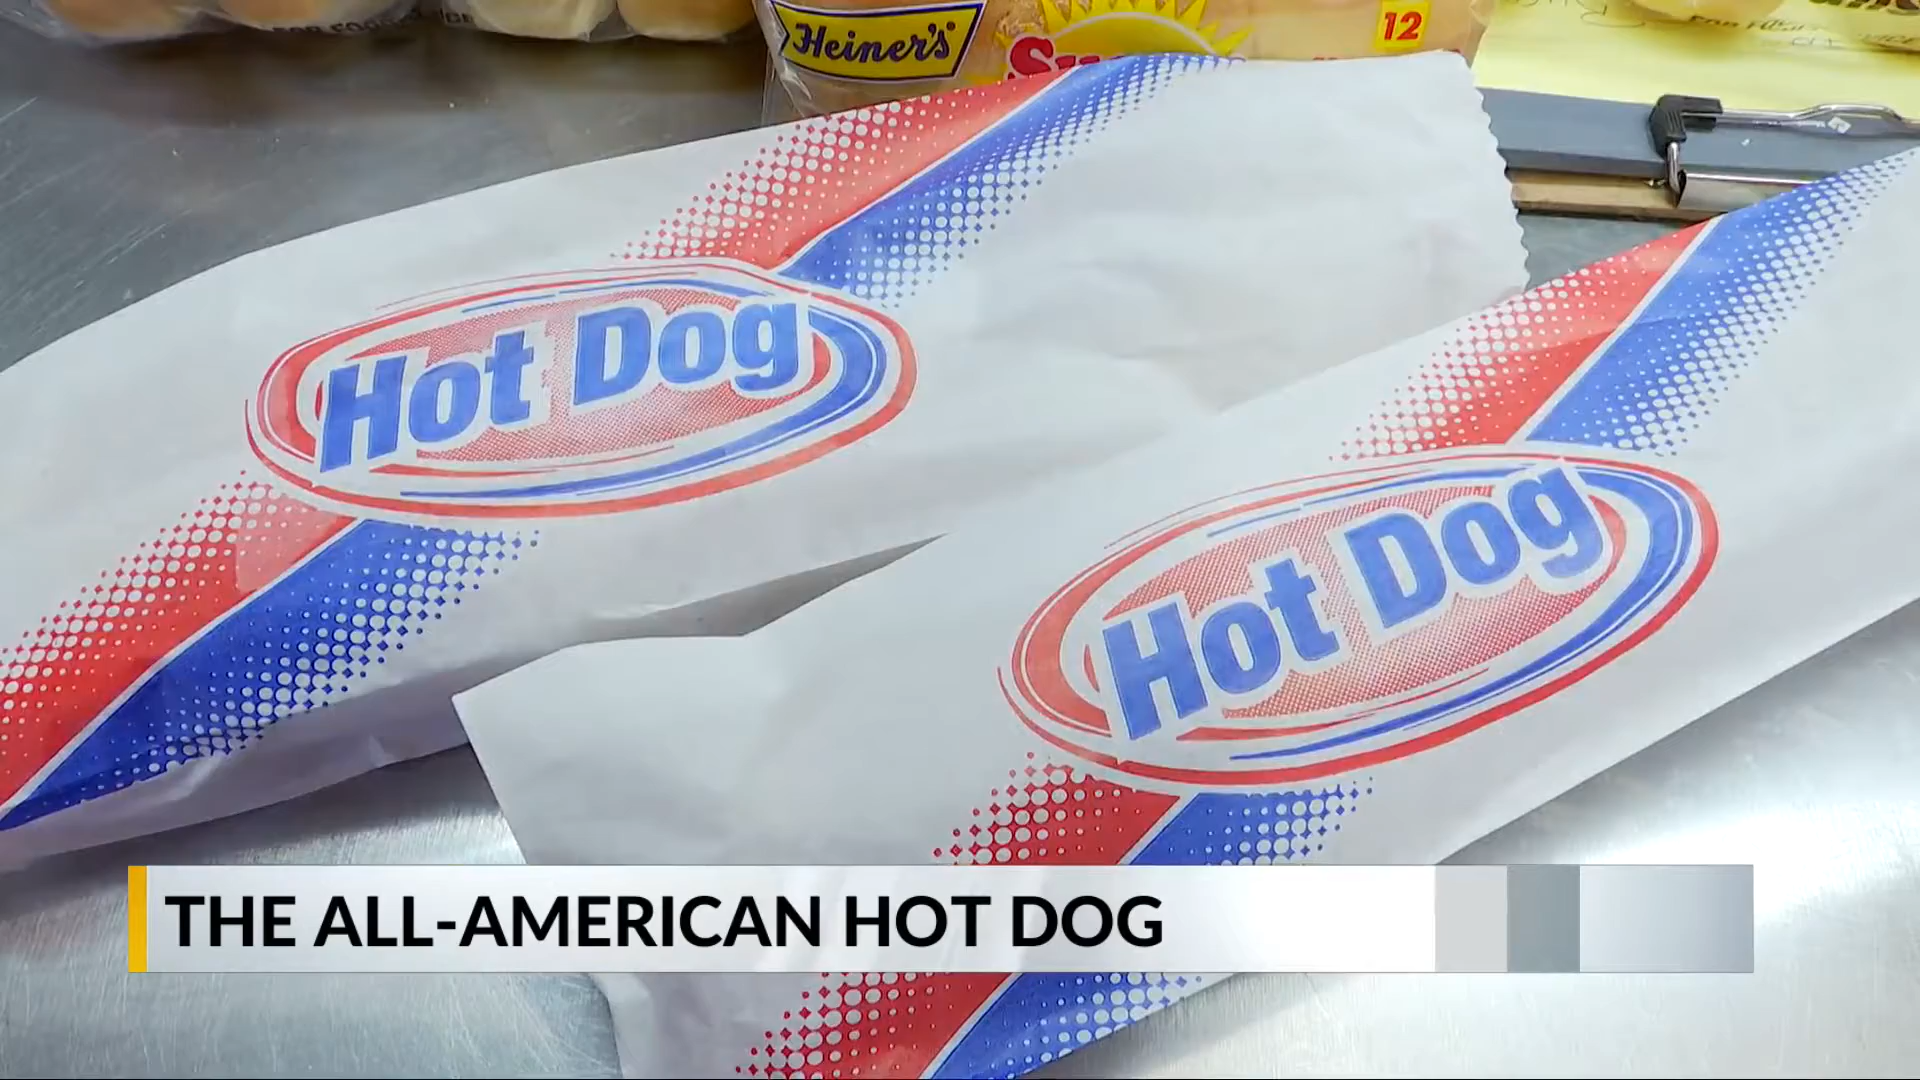 Heiner's
12
Hot Dog
Hot Dog
THE ALL-AMERICAN HOT DOG